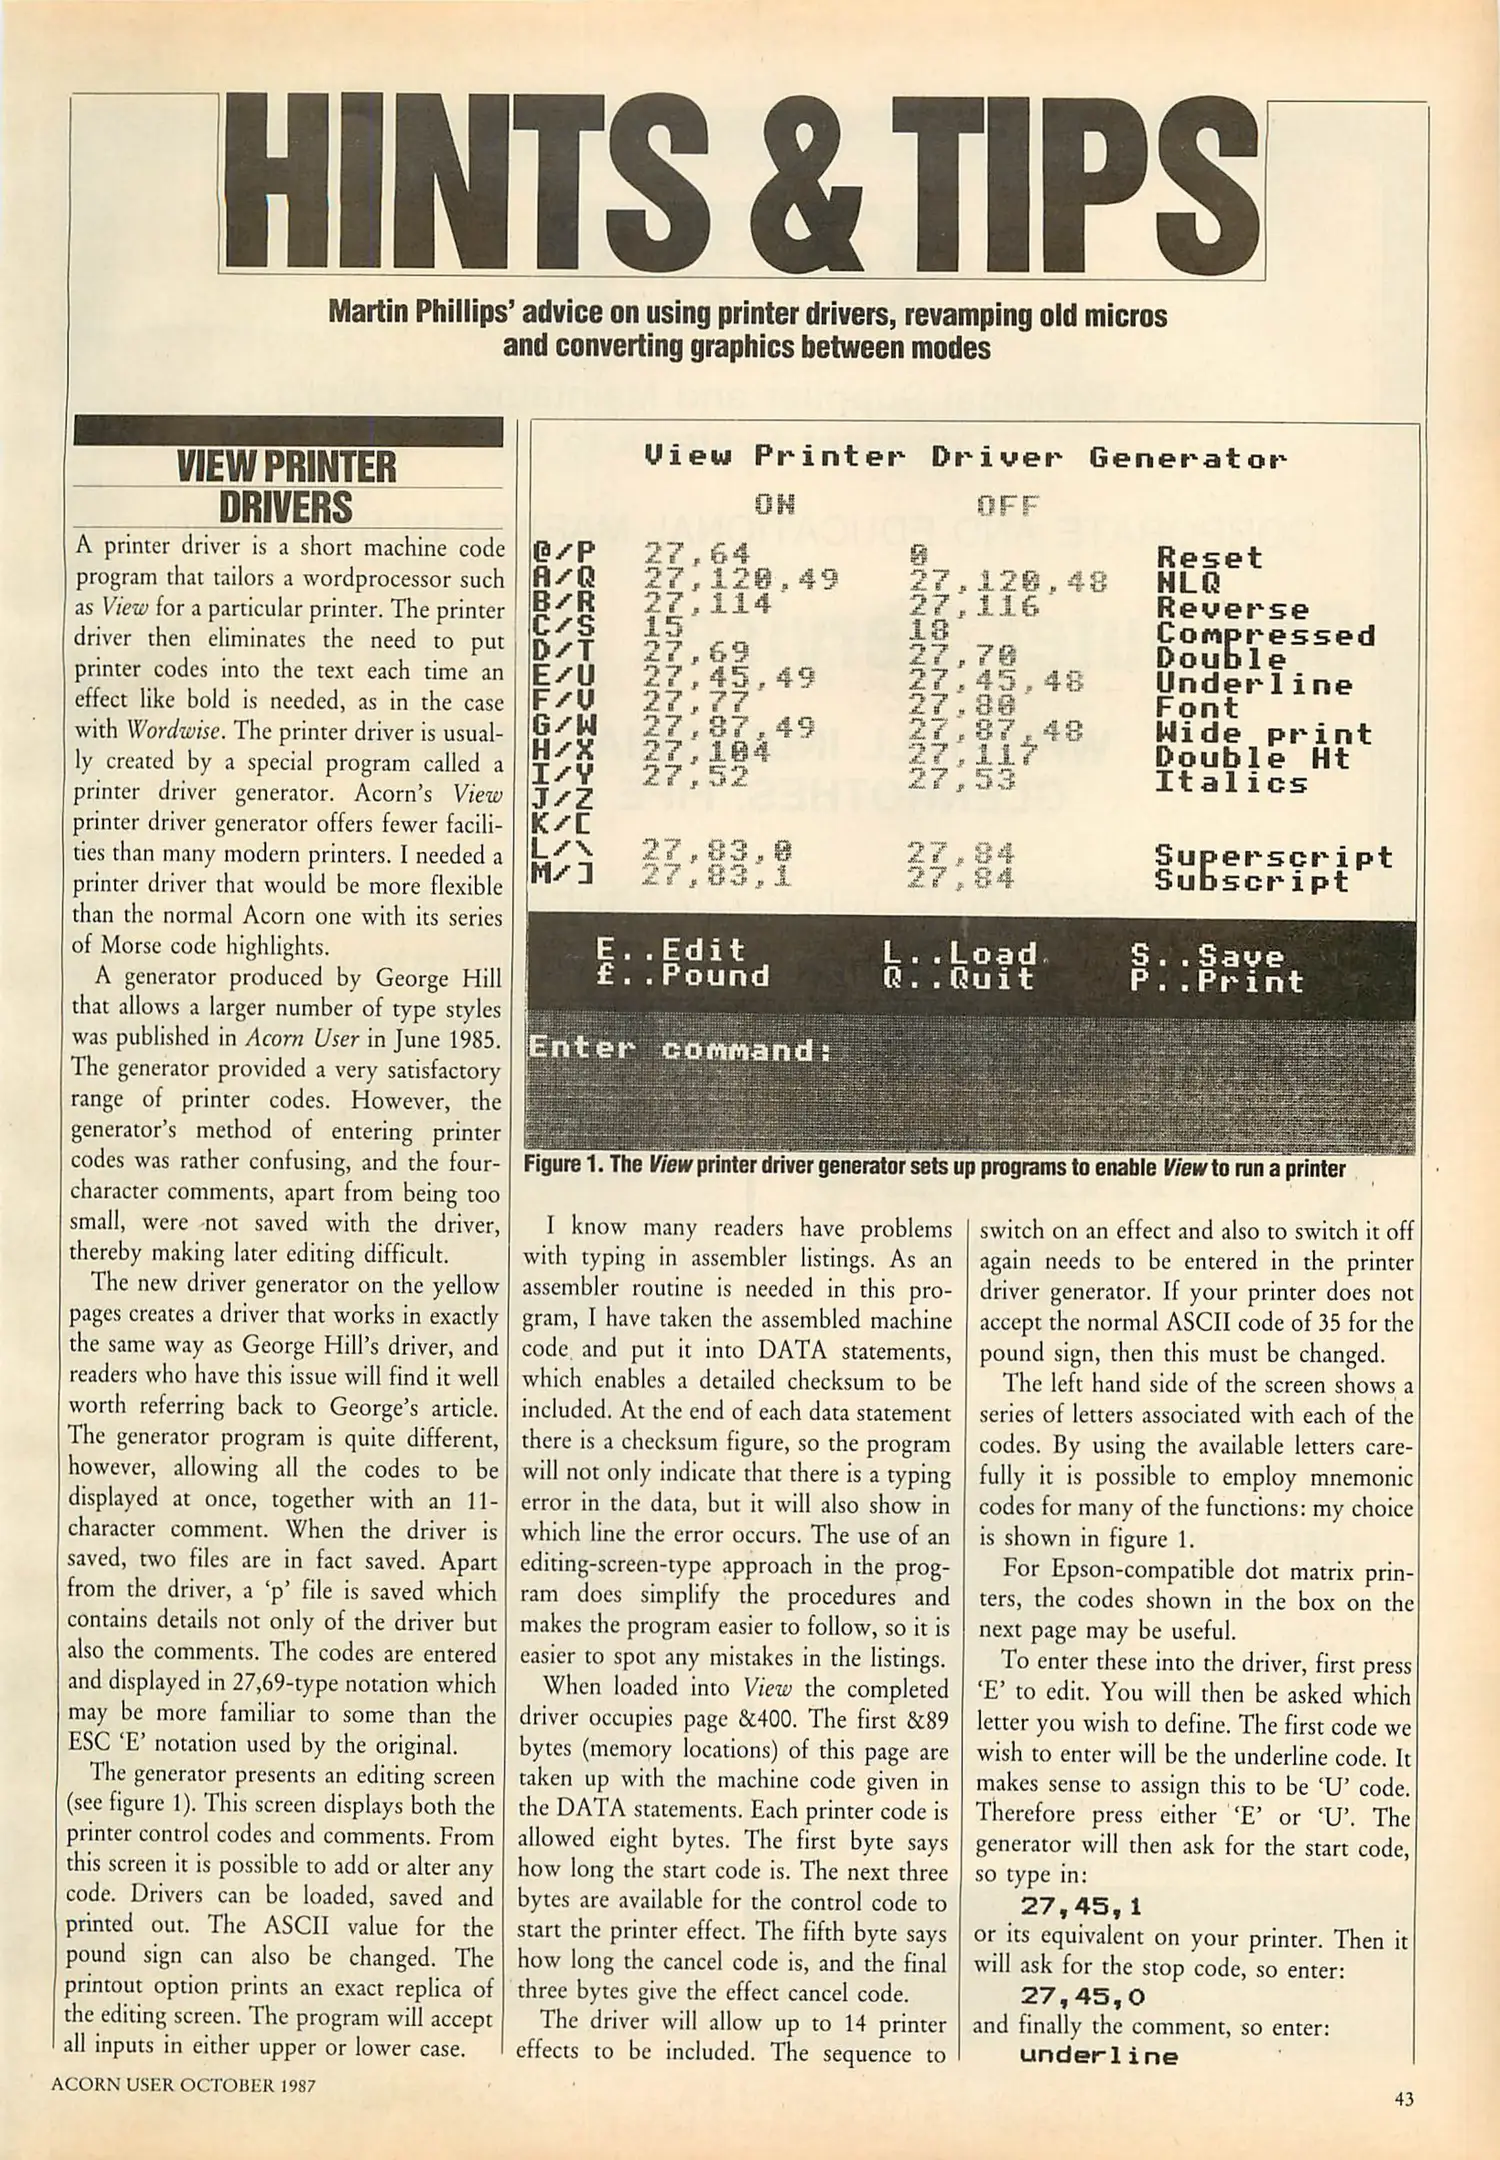 HINTS & TIPS
Martin Phillips' advice on using printer drivers, revamping old micros
and converting graphics between modes
VIEW PRINTER
DRIVERS
A printer driver is a short machine code
program that tailors a wordprocessor such
as View for a particular printer. The printer
driver then eliminates the need to put
printer codes into the text each time an
effect like bold is needed, as in the case
with Wordwise. The printer driver is usual-
ly created by a special program called a
printer driver generator. Acorn's View
printer driver generator offers fewer facili-
ties than many modern printers. I needed a
printer driver that would be more flexible
than the normal Acorn one with its series
of Morse code highlights.
A generator produced by George Hill
that allows a larger number of type styles
was published in Acorn User in June 1985.
The generator provided a very satisfactory
range of printer codes. However, the
generator's method of entering printer
codes was rather confusing, and the four-
character comments, apart from being too
small, were not saved with the driver,
thereby making later editing difficult.
The new driver generator on the yellow
pages creates a driver that works in exactly
the same way as George Hill's driver, and
readers who have this issue will find it well
worth referring back to George's article.
The generator program is quite different,
however, allowing all the codes to be
displayed at once, together with an 11-
character comment. When the driver is
saved, two files are in fact saved. Apart
from the driver, a 'p' file is saved which
contains details not only of the driver but
also the comments. The codes are entered
and displayed in 27,69-type notation which
may be more familiar to some than the
ESC 'E' notation used by the original.
The generator presents an editing screen
(see figure 1). This screen displays both the
printer control codes and comments. From
this screen it is possible to add or alter any
code. Drivers can be loaded, saved and
printed out. The ASCII value for the
pound sign can also be changed. The
printout option prints an exact replica of
the editing screen. The program will accept
all inputs in either upper or lower case.
View Printer Driver Generator
ON OFF
@/P 27,64 0 Reset
A/Q 27,120,49 27,120,48 NLQ
B/R 27,114 27,116 Reverse
C/S 15 18 Compressed
D/T 27,69 27,70 Double
E/U 27,45,49 27,45,48 Underline
F/V 27,77 27,80 Font
G/W 27,87,49 27,87,48 Wide print
H/X 27,104 27,117 Double Ht
I/Y 27,52 27,53 Italics
J/Z
K/[
L/\ 27,83,0 27,84 Superscript
M/] 27,83,1 27,84 Subscript
E..Edit L..Load S..Save
£..Pound Q..Quit P..Print
Enter command:
Figure 1. The View printer driver generator sets up programs to enable View to run a printer
I know many readers have problems
with typing in assembler listings. As an
assembler routine is needed in this pro-
gram, I have taken the assembled machine
code and put it into DATA statements,
which enables a detailed checksum to be
included. At the end of each data statement
there is a checksum figure, so the program
will not only indicate that there is a typing
error in the data, but it will also show in
which line the error occurs. The use of an
editing-screen-type approach in the prog-
ram does simplify the procedures and
makes the program easier to follow, so it is
easier to spot any mistakes in the listings.
When loaded into View the completed
driver occupies page &400. The first &89
bytes (memory locations) of this page are
taken up with the machine code given in
the DATA statements. Each printer code is
allowed eight bytes. The first byte says
how long the start code is. The next three
bytes are available for the control code to
start the printer effect. The fifth byte says
how long the cancel code is, and the final
three bytes give the effect cancel code.
The driver will allow up to 14 printer
effects to be included. The sequence to
switch on an effect and also to switch it off
again needs to be entered in the printer
driver generator. If your printer does not
accept the normal ASCII code of 35 for the
pound sign, then this must be changed.
The left hand side of the screen shows a
series of letters associated with each of the
codes. By using the available letters care-
fully it is possible to employ mnemonic
codes for many of the functions: my choice
is shown in figure 1.
For Epson-compatible dot matrix prin-
ters, the codes shown in the box on the
next page may be useful.
To enter these into the driver, first press
'E' to edit. You will then be asked which
letter you wish to define. The first code we
wish to enter will be the underline code. It
makes sense to assign this to be 'U' code.
Therefore press either 'E' or 'U'. The
generator will then ask for the start code,
so type in:
27,45,1
or its equivalent on your printer. Then it
will ask for the stop code, so enter:
27,45,0
and finally the comment, so enter:
underline
ACORN USER OCTOBER 1987
43